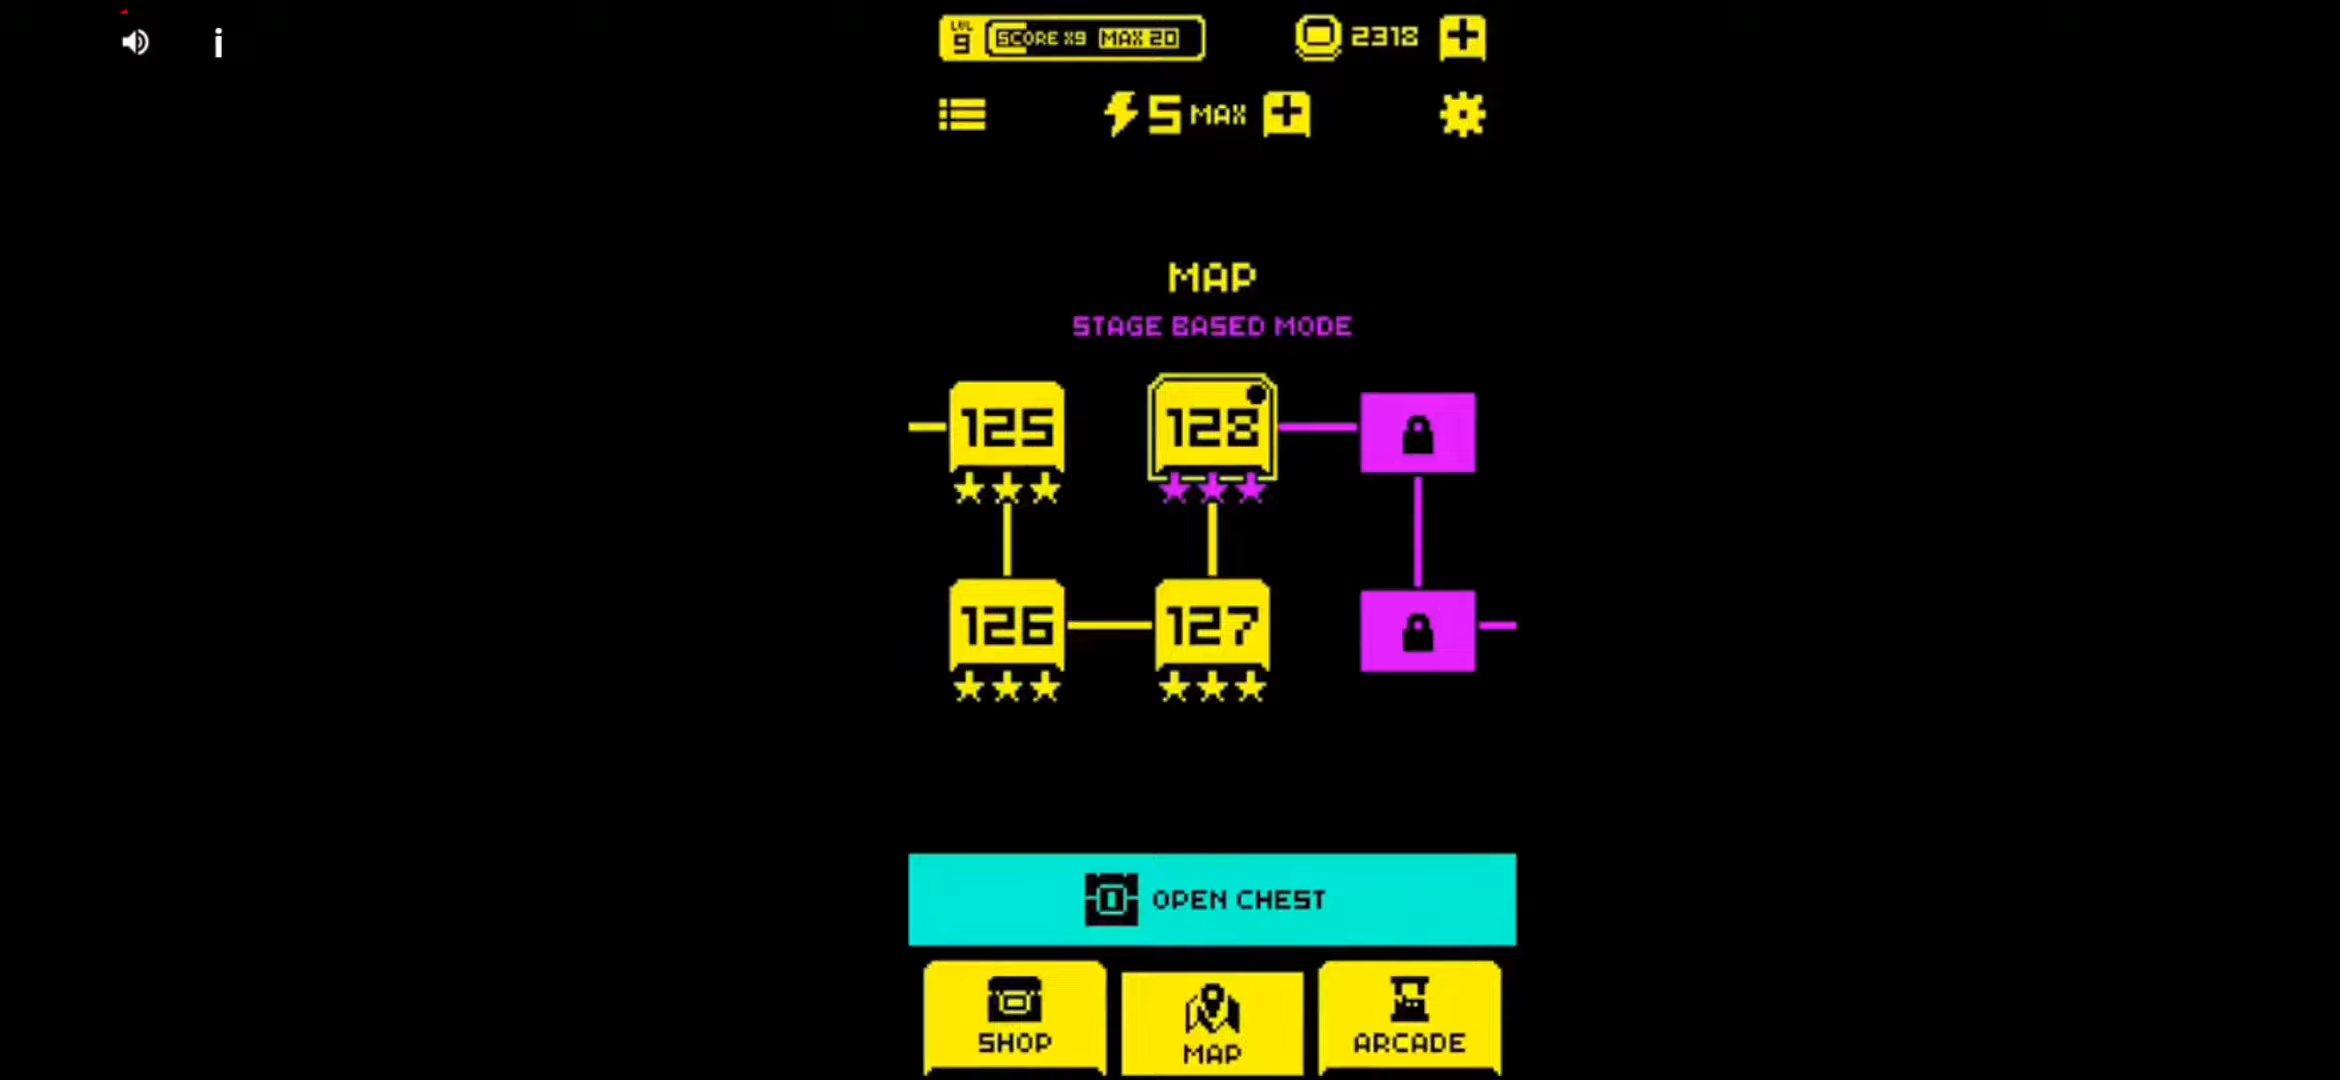 LVL 9 SCORE X9 MAX 20 2318
5 MAX
MAP
STAGE BASED MODE
125 128
126 127
OPEN CHEST
SHOP MAP ARCADE